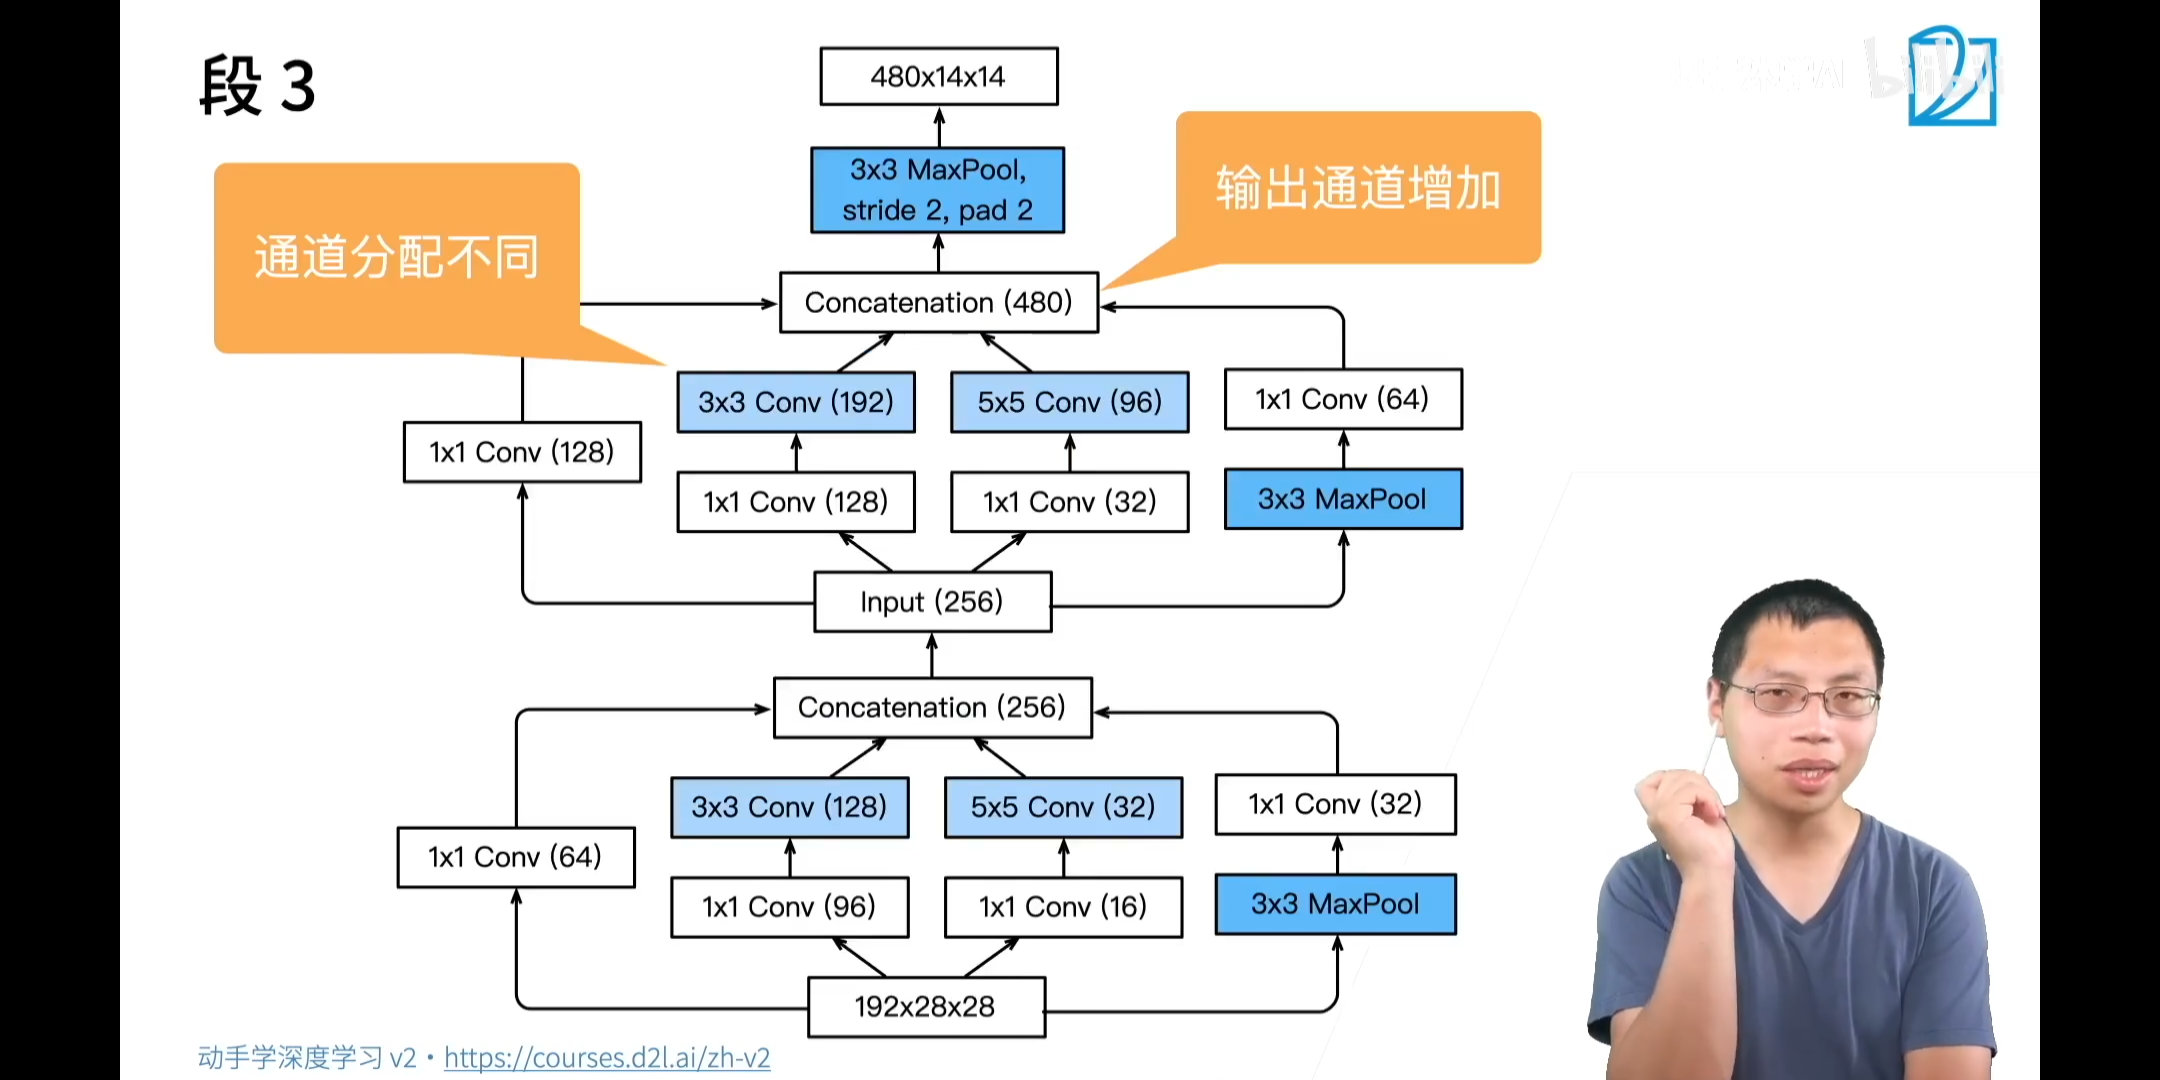 段 3
480x14x14
3x3 MaxPool,
stride 2, pad 2
输出通道增加
通道分配不同
Concatenation (480)
3x3 Conv (192)
5x5 Conv (96)
1x1 Conv (64)
1x1 Conv (128)
1x1 Conv (128)
1x1 Conv (32)
3x3 MaxPool
Input (256)
Concatenation (256)
3x3 Conv (128)
5x5 Conv (32)
1x1 Conv (32)
1x1 Conv (64)
1x1 Conv (96)
1x1 Conv (16)
3x3 MaxPool
192x28x28
动手学深度学习 v2 • https://courses.d2l.ai/zh-v2
bilibili